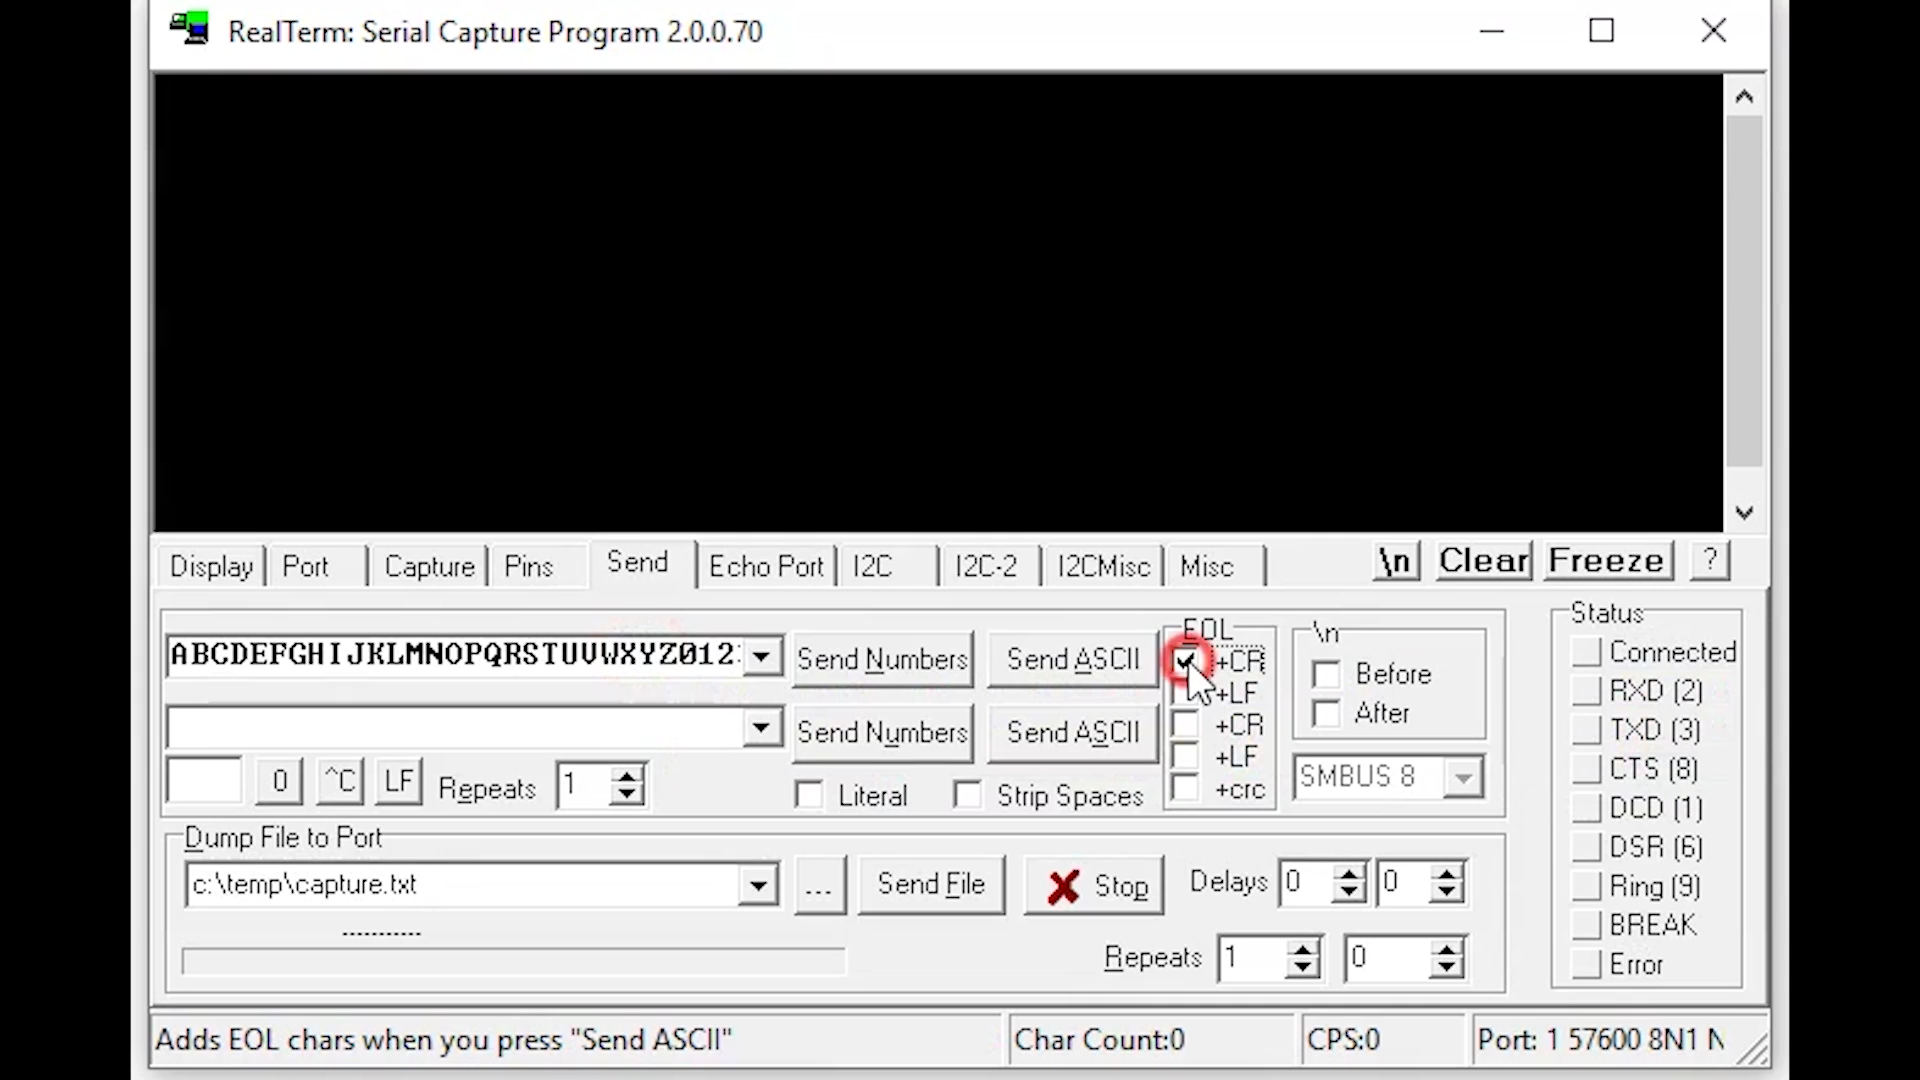 RealTerm: Serial Capture Program 2.0.0.70
Display Port Capture Pins Send Echo Port I2C I2C-2 I2CMisc Misc \n Clear Freeze ?
EOL \n Status
ABCDEFGHIJKLMNOPQRSTUVWXYZ012 Send Numbers Send ASCII +CR Before Connected
+LF RXD (2)
Send Numbers Send ASCII +CR After TXD (3)
+LF SMBUS 8 CTS (8)
0 ^C LF Repeats 1 Literal Strip Spaces +crc DCD (1)
Dump File to Port DSR (6)
c:\temp\capture.txt ... Send File Stop Delays 0 0 Ring (9)
BREAK
Repeats 1 0 Error
Adds EOL chars when you press "Send ASCII" Char Count:0 CPS:0 Port: 1 57600 8N1 N